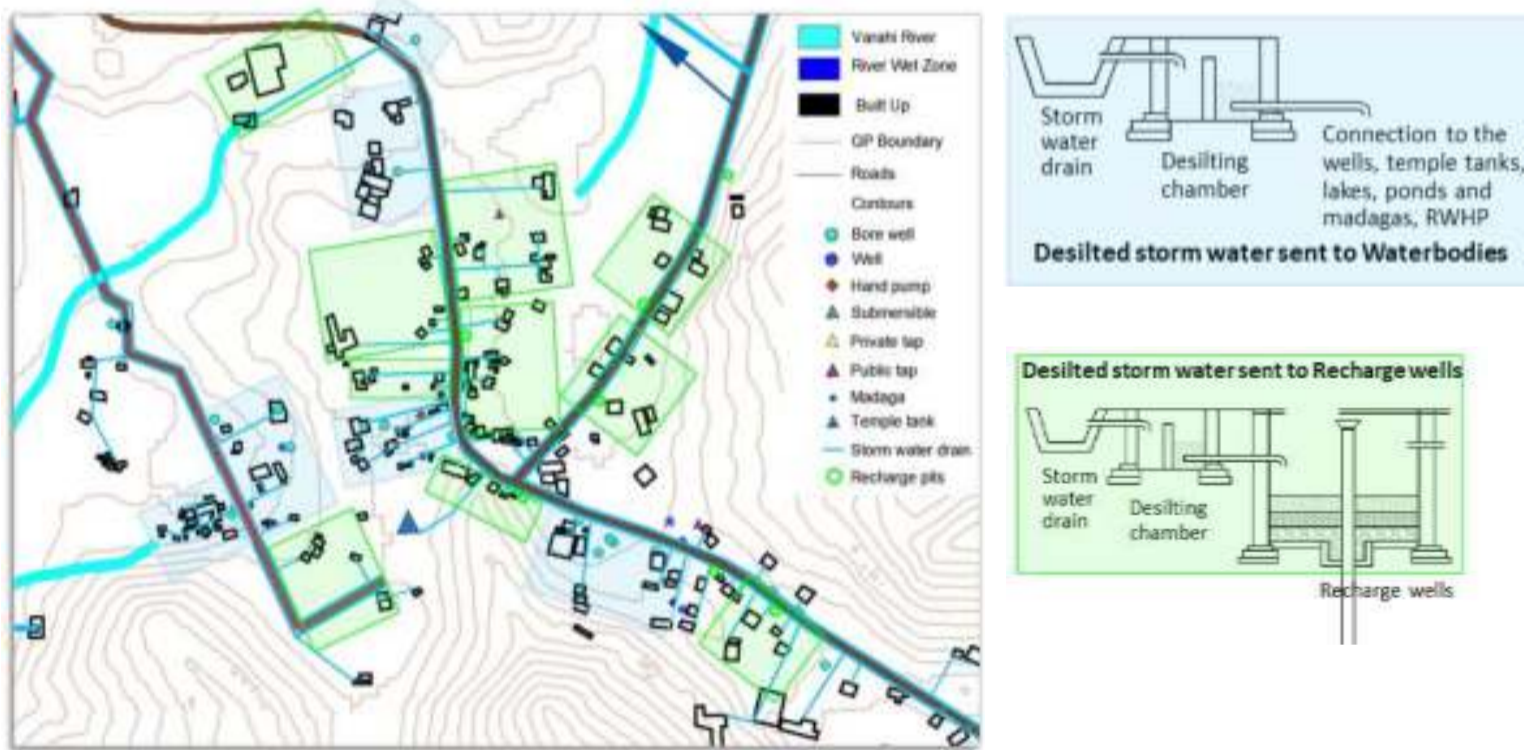 Varahi River
River Wet Zone
Built Up
GP Boundary
Roads
Contours
Bore well
Well
Hand pump
Submersible
Private tap
Public tap
Madaga
Temple tank
Storm water drain
Recharge pits
Storm
water
drain
Desilting
chamber
Connection to the
wells, temple tanks,
lakes, ponds and
madagas, RWHP
Desilted storm water sent to Waterbodies
Desilted storm water sent to Recharge wells
Storm
water
drain
Desilting
chamber
Recharge wells